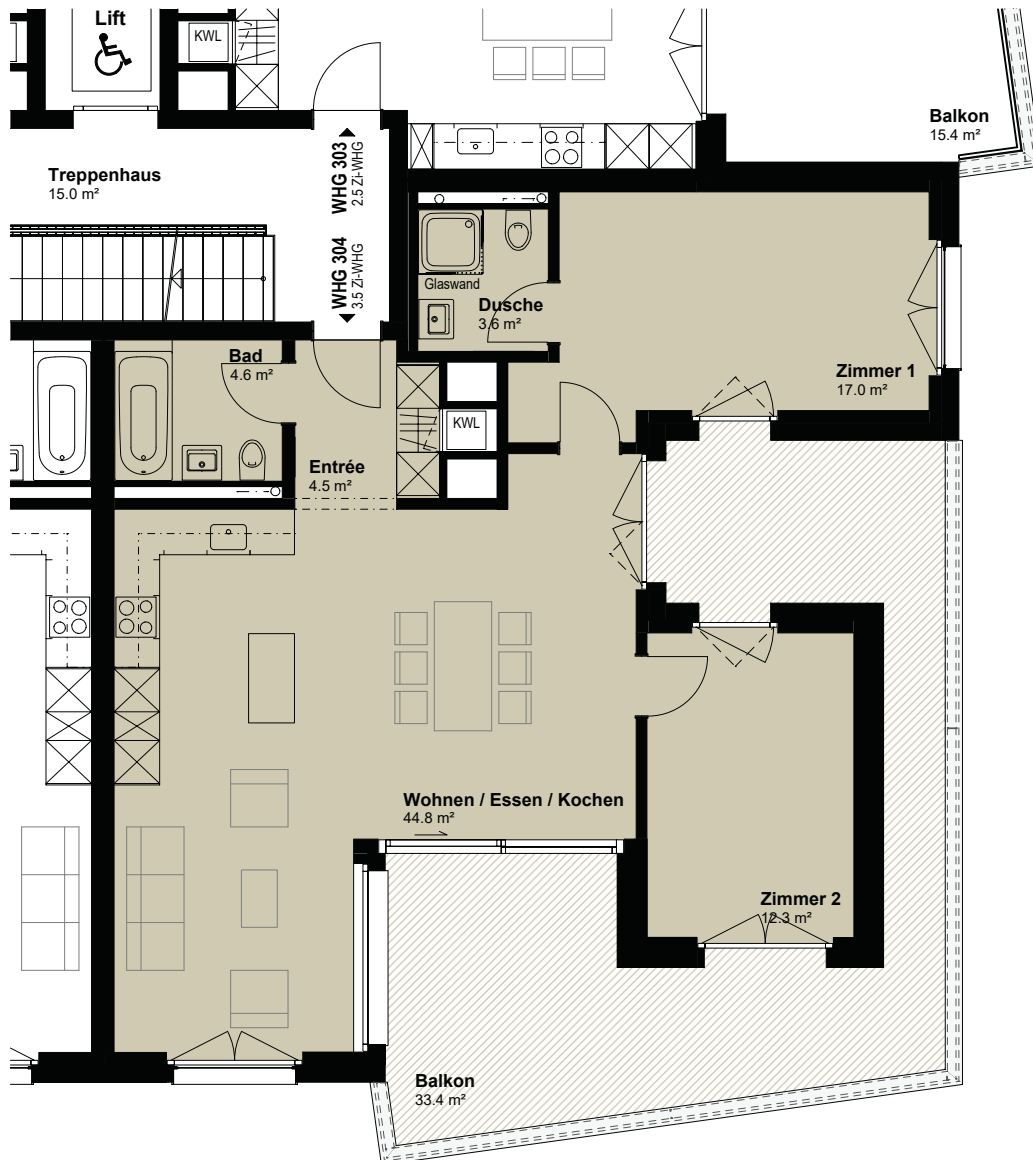 Lift
KWL
Balkon
15.4 m²
Treppenhaus
15.0 m²
WHG 303
2.5 Zi-WHG
WHG 304
3.5 Zi-WHG
Glaswand
Dusche
3.6 m²
Bad
4.6 m²
Zimmer 1
17.0 m²
KWL
Entrée
4.5 m²
Wohnen / Essen / Kochen
44.8 m²
Zimmer 2
12.3 m²
Balkon
33.4 m²